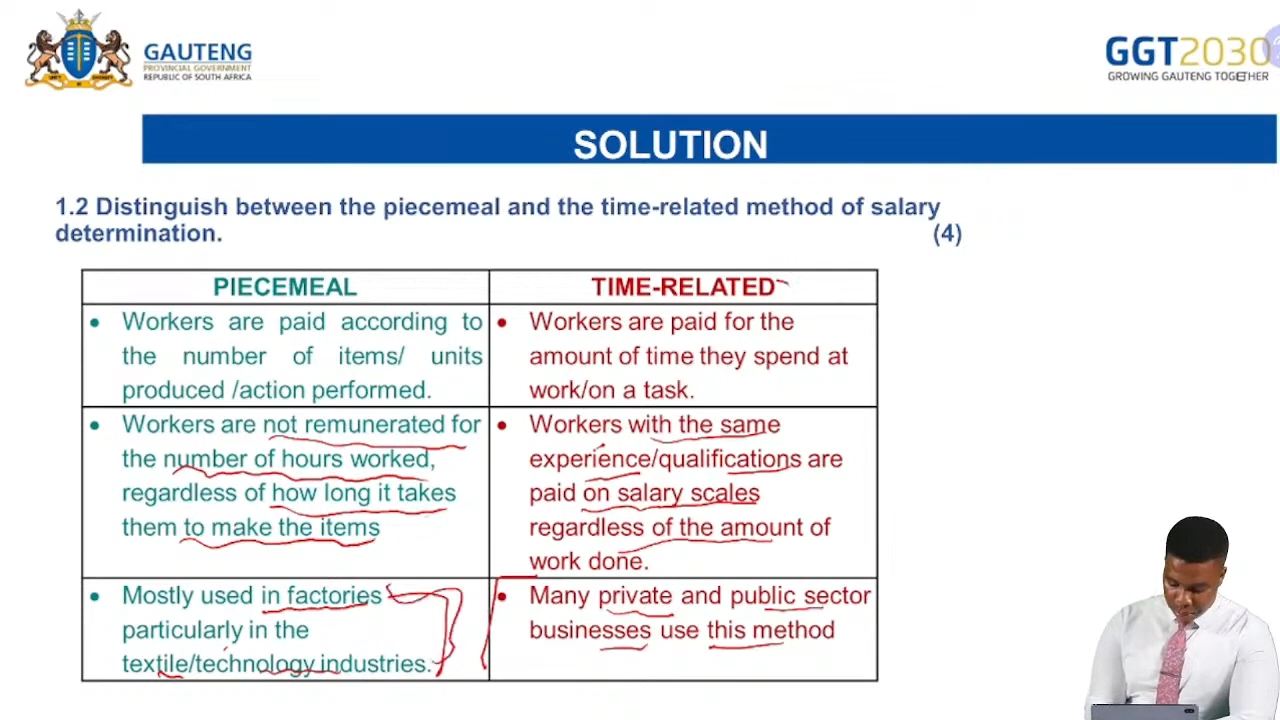 GAUTENG
PROVINCIAL GOVERNMENT
REPUBLIC OF SOUTH AFRICA
GGT2030
GROWING GAUTENG TOGETHER
SOLUTION
1.2 Distinguish between the piecemeal and the time-related method of salary
determination. (4)
PIECEMEAL
TIME-RELATED
• Workers are paid according to
the number of items/ units
produced /action performed.
• Workers are paid for the
amount of time they spend at
work/on a task.
• Workers are not remunerated for
the number of hours worked,
regardless of how long it takes
them to make the items
• Workers with the same
experience/qualifications are
paid on salary scales
regardless of the amount of
work done.
• Mostly used in factories
particularly in the
textile/technology industries.
• Many private and public sector
businesses use this method